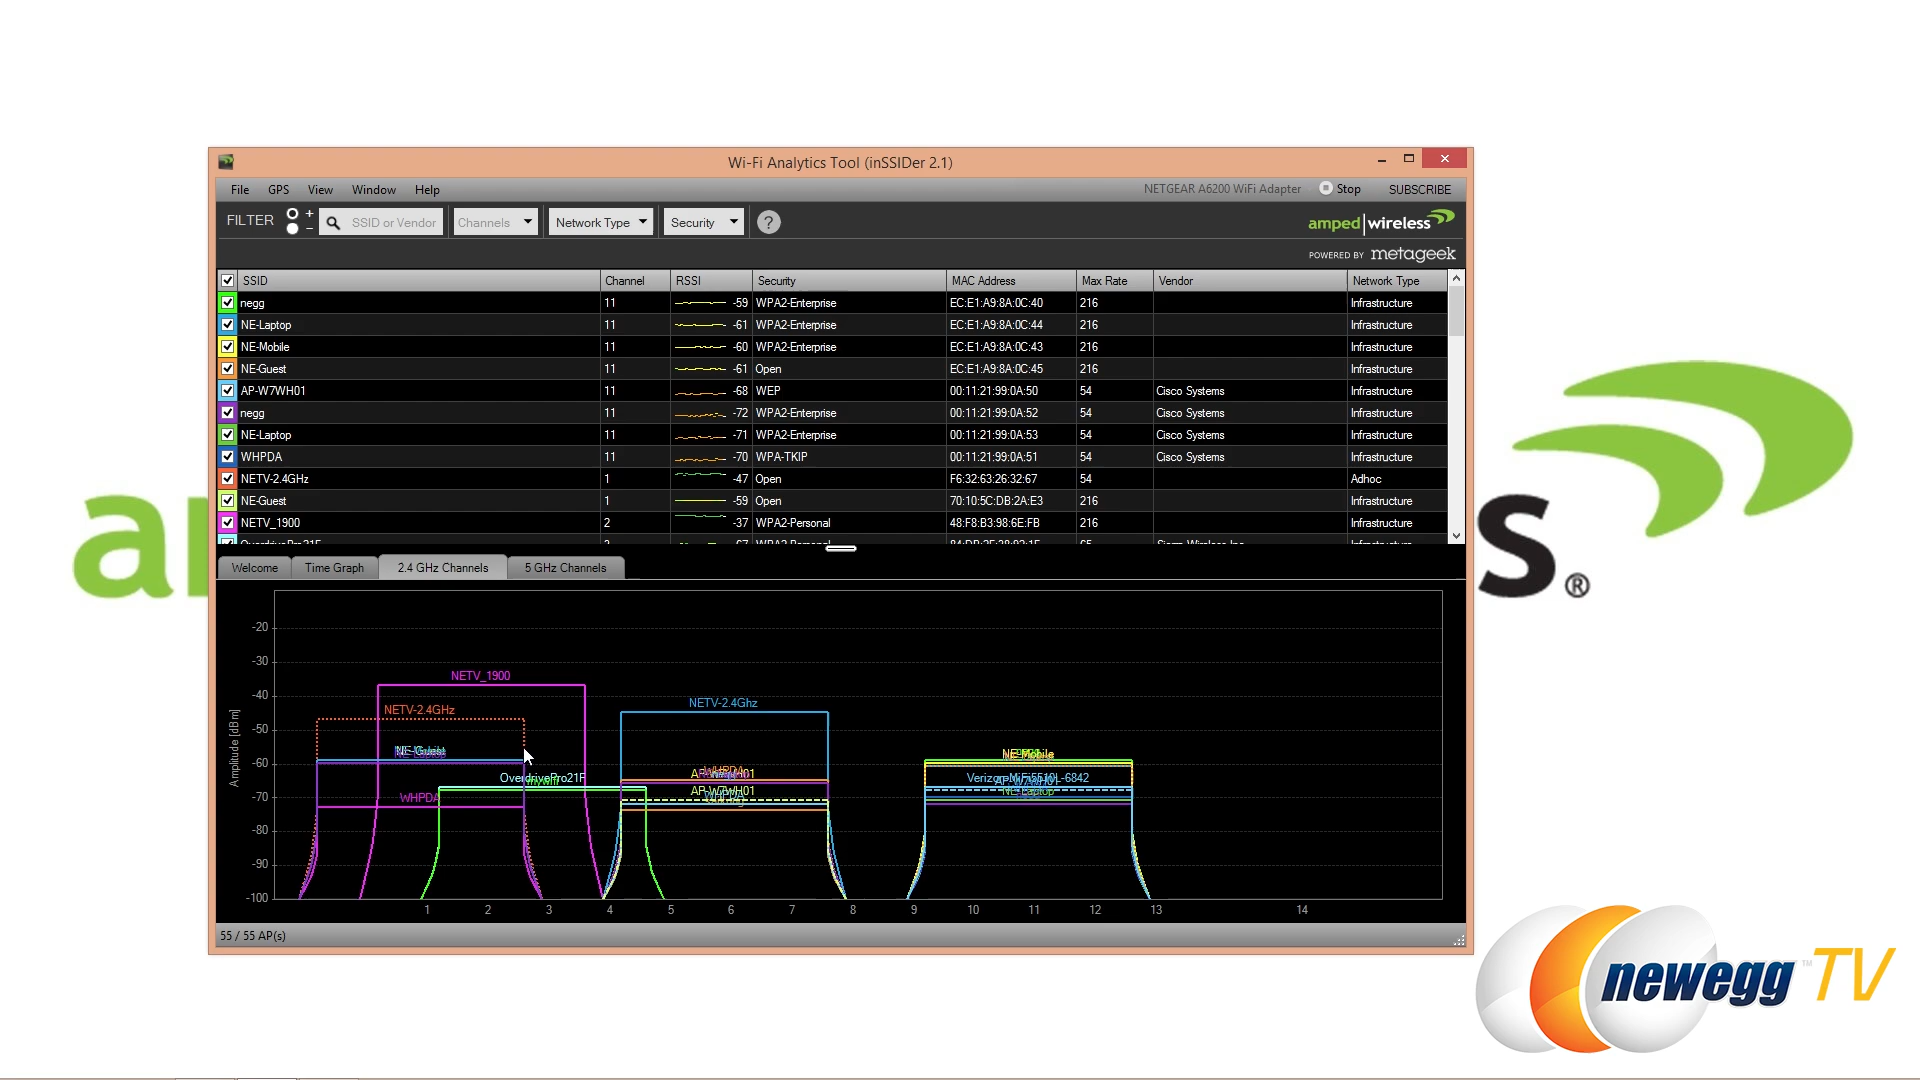 Wi-Fi Analytics Tool (inSSIDer 2.1)
File GPS View Window Help NETGEAR A6200 WiFi Adapter Stop SUBSCRIBE
FILTER + - SSID or Vendor Channels Network Type Security ? amped|wireless
POWERED BY metageek
SSID Channel RSSI Security MAC Address Max Rate Vendor Network Type
negg 11 -59 WPA2-Enterprise EC:E1:A9:8A:0C:40 216 Infrastructure
NE-Laptop 11 -61 WPA2-Enterprise EC:E1:A9:8A:0C:44 216 Infrastructure
NE-Mobile 11 -60 WPA2-Enterprise EC:E1:A9:8A:0C:43 216 Infrastructure
NE-Guest 11 -61 Open EC:E1:A9:8A:0C:45 216 Infrastructure
AP-W7WH01 11 -68 WEP 00:11:21:99:0A:50 54 Cisco Systems Infrastructure
negg 11 -72 WPA2-Enterprise 00:11:21:99:0A:52 54 Cisco Systems Infrastructure
NE-Laptop 11 -71 WPA2-Enterprise 00:11:21:99:0A:53 54 Cisco Systems Infrastructure
WHPDA 11 -70 WPA-TKIP 00:11:21:99:0A:51 54 Cisco Systems Infrastructure
NETV-2.4GHz 1 -47 Open F6:32:63:26:32:67 54 Adhoc
NE-Guest 1 -59 Open 70:10:5C:DB:2A:E3 216 Infrastructure
NETV_1900 2 -37 WPA2-Personal 48:F8:B3:98:6E:FB 216 Infrastructure
a s®
Welcome Time Graph 2.4 GHz Channels 5 GHz Channels
Amplitude [dBm]
-20
-30
-40
-50
-60
-70
-80
-90
-100
NETV_1900
NETV-2.4GHz
NETV-2.4Ghz
NE-Mobile
OverdrivePro21F
Verizon-MiFi5510L-6842
WHPDA
AP-W7WH01
NE-Laptop
1 2 3 4 5 6 7 8 9 10 11 12 13 14
55 / 55 AP(s)
newegg™ TV